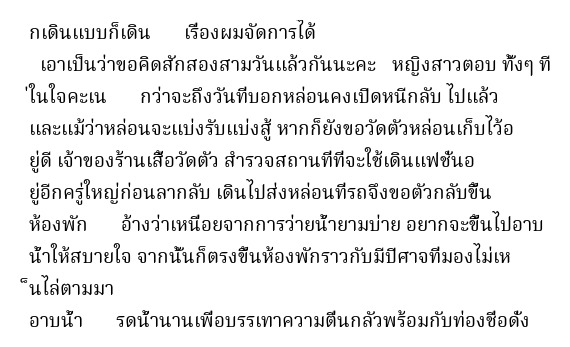 กเดินแบบก็เดิน เรื่องผมจัดการได้
เอาเป็นว่าขอคิดสักสองสามวันแล้วกันนะคะ หญิงสาวตอบ ทั้งๆ ที
่ในใจคะเน กว่าจะถึงวันที่บอกหล่อนคงเปิดหนีกลับ ไปแล้ว
และแม้ว่าหล่อนจะแบ่งรับแบ่งสู้ หากก็ยังขอวัดตัวหล่อนเก็บไว้อ
ยู่ดี เจ้าของร้านเสื้อวัดตัว สำรวจสถานที่ที่จะใช้เดินแฟชั่นอ
ยู่อีกครู่ใหญ่ก่อนลากลับ เดินไปส่งหล่อนที่รถจึงขอตัวกลับขึ้น
ห้องพัก อ้างว่าเหนื่อยจากการว่ายน้ำยามบ่าย อยากจะขึ้นไปอาบ
น้ำให้สบายใจ จากนั้นก็ตรงขึ้นห้องพักราวกับมีปีศาจที่มองไม่เห
็นไล่ตามมา
อาบน้ำ รดน้ำนานเพื่อบรรเทาความตื่นกลัวพร้อมกับท่องชื่อดัง